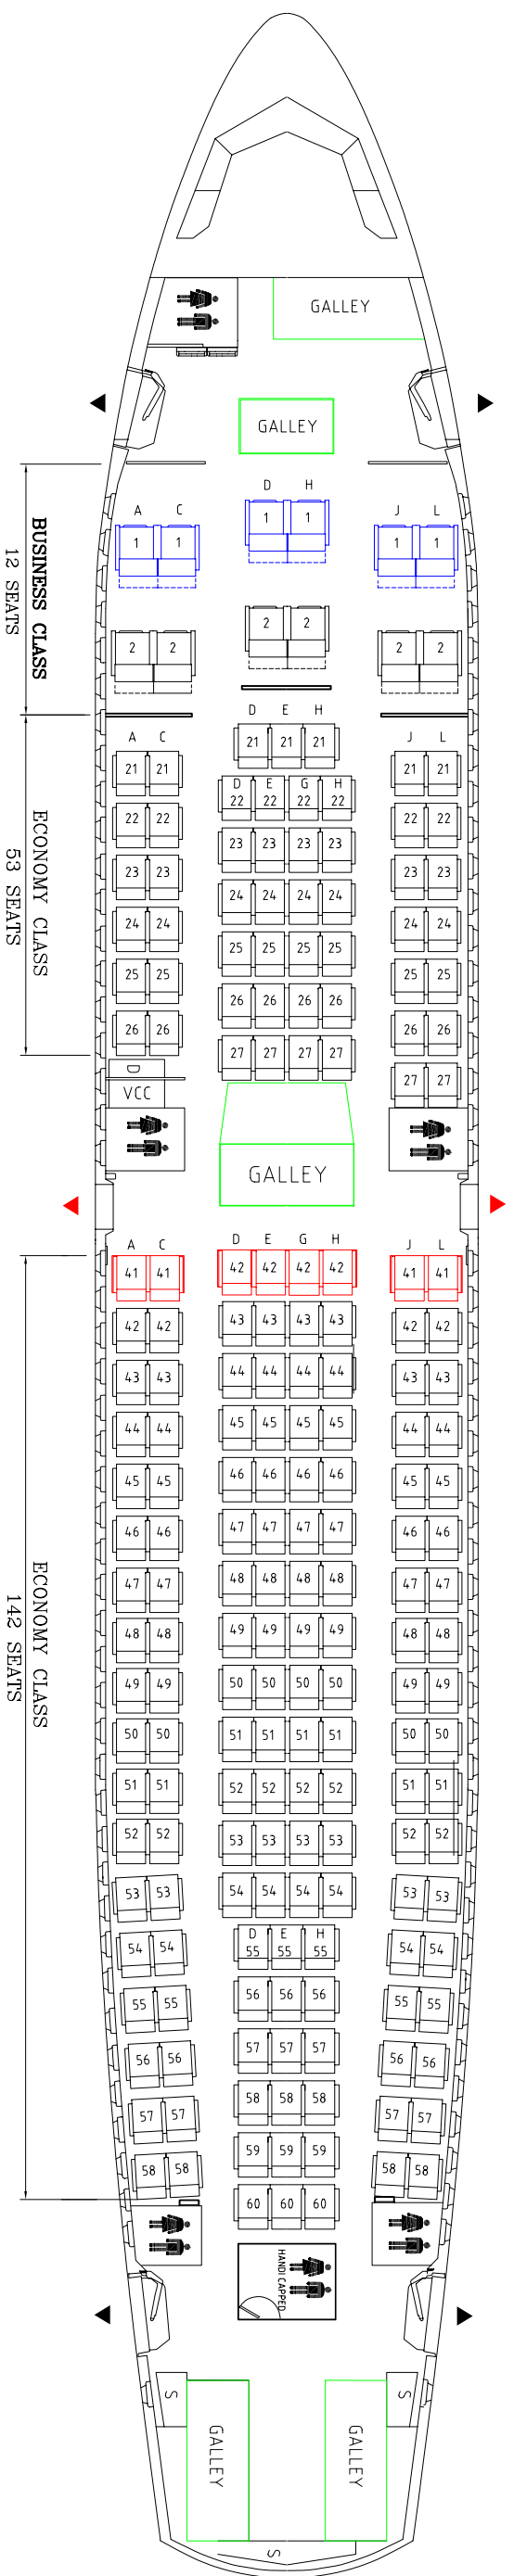 GALLEY
GALLEY
D H
A C J L
1 1
1 1 1 1
BUSINESS CLASS
12 SEATS
2 2
2 2 2 2
D E H
A C J L
21 21 21
21 21 21 21
D E G H
22 22 22 22
22 22 22 22
23 23 23 23
23 23 23 23
ECONOMY CLASS
53 SEATS
24 24 24 24
24 24 24 24
25 25 25 25
25 25 25 25
26 26 26 26
26 26 26 26
27 27 27 27
27 27
VCC
GALLEY
D E G H
A C J L
42 42 42 42
41 41 41 41
43 43 43 43
42 42 42 42
44 44 44 44
43 43 43 43
45 45 45 45
44 44 44 44
46 46 46 46
45 45 45 45
47 47 47 47
46 46 46 46
48 48 48 48
47 47 47 47
ECONOMY CLASS
142 SEATS
49 49 49 49
48 48 48 48
50 50 50 50
49 49 49 49
51 51 51 51
50 50 50 50
52 52 52 52
51 51 51 51
53 53 53 53
52 52 52 52
54 54 54 54
53 53 53 53
D E H
55 55 55
54 54 54 54
56 56 56
55 55 55 55
57 57 57
56 56 56 56
58 58 58
57 57 57 57
59 59 59
58 58 58 58
60 60 60
HANDICAPPED
S S
GALLEY GALLEY
S